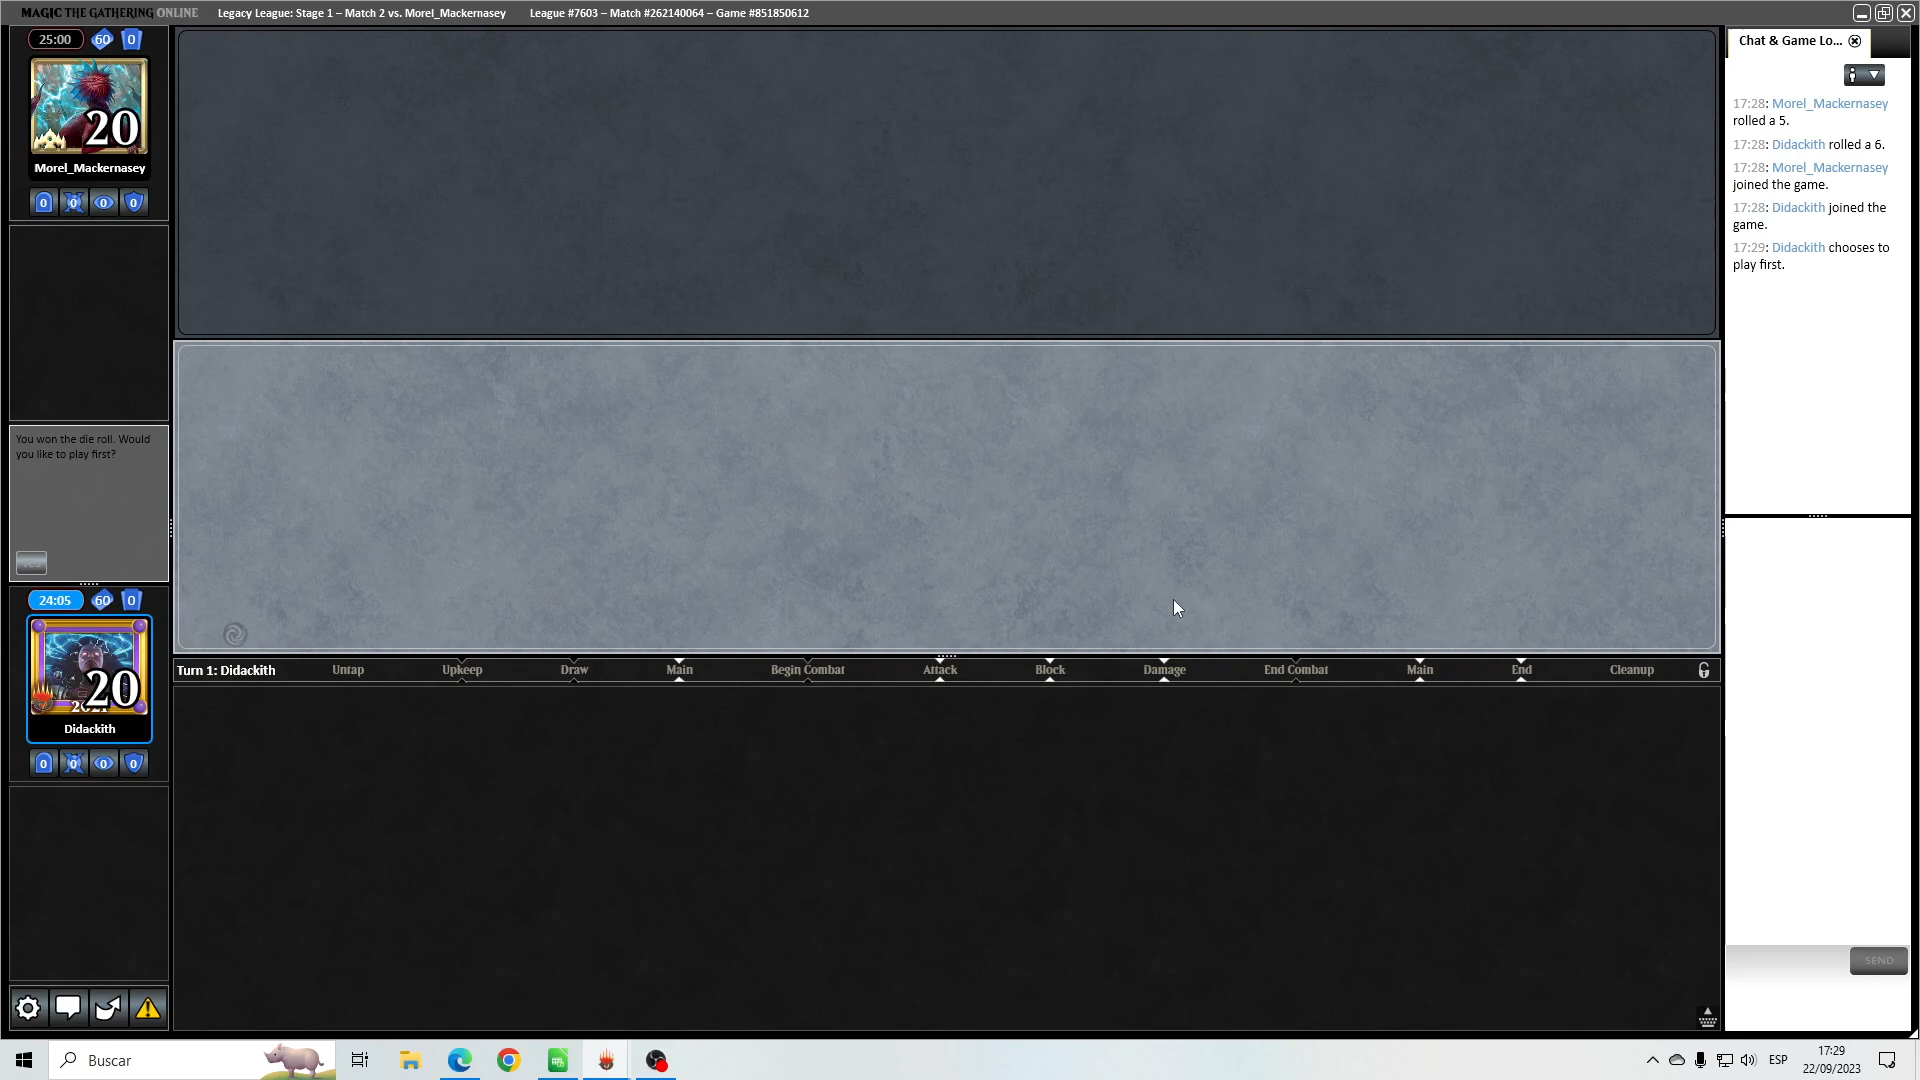 MAGIC THE GATHERING ONLINE
Legacy League: Stage 1 – Match 2 vs. Morel_Mackernasey
League #7603 – Match #262140064 – Game #851850612
25:00
60
0
20
Morel_Mackernasey
0
0
0
0
You won the die roll. Would
you like to play first?
YES
24:05
60
0
20
Didackith
0
0
0
0
Turn 1: Didackith
Untap
Upkeep
Draw
Main
Begin Combat
Attack
Block
Damage
End Combat
Main
End
Cleanup
Chat & Game Lo...
17:28: Morel_Mackernasey
rolled a 5.
17:28: Didackith rolled a 6.
17:28: Morel_Mackernasey
joined the game.
17:28: Didackith joined the
game.
17:29: Didackith chooses to
play first.
SEND
Buscar
ESP
17:29
22/09/2023